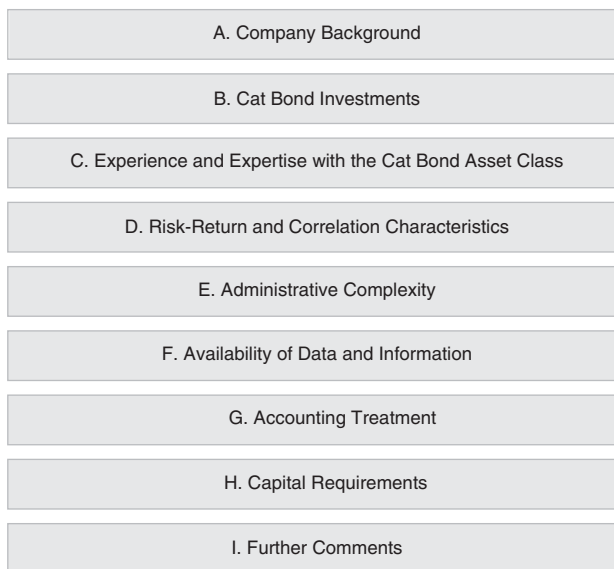 A. Company Background
B. Cat Bond Investments
C. Experience and Expertise with the Cat Bond Asset Class
D. Risk-Return and Correlation Characteristics
E. Administrative Complexity
F. Availability of Data and Information
G. Accounting Treatment
H. Capital Requirements
I. Further Comments